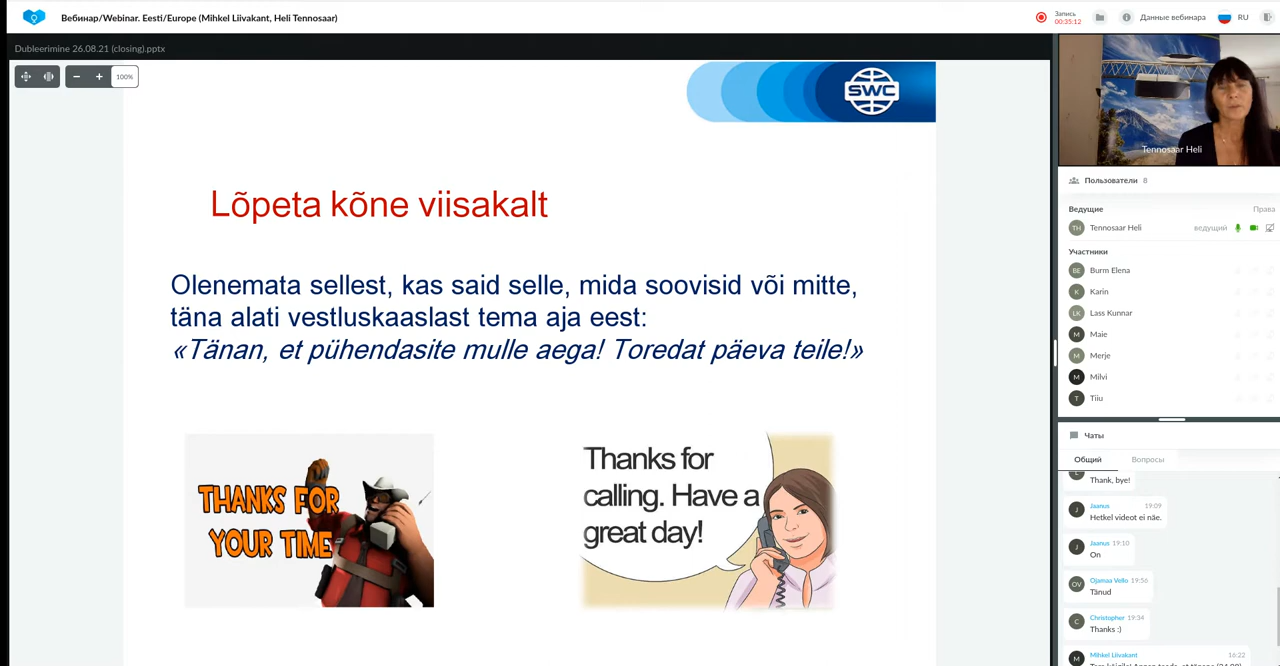 Вебинар/Webinar. Eesti/Europe (Mihkel Liivakant, Heli Tennosaar)
Запись
00:35:12
Данные вебинара
RU
Dubleerimine 26.08.21 (closing).pptx
100%
SWC
Lõpeta kõne viisakalt
Olenemata sellest, kas said selle, mida soovisid või mitte,
täna alati vestluskaaslast tema aja eest:
«Tänan, et pühendasite mulle aega! Toredat päeva teile!»
THANKS FOR
YOUR TIME
Thanks for
calling. Have a
great day!
Tennosaar Heli
Пользователи 8
Ведущие Права
TH Tennosaar Heli ведущий
Участники
BE Burm Elena
K Karin
LK Lass Kunnar
M Maie
M Merje
M Milvi
T Tiiu
Чаты
Общий Вопросы
Thank, bye!
Jaanus 19:09
J Hetkel videot ei näe.
Jaanus 19:10
J On
Ojamaa Vello 19:56
OV Tänud
Christopher 19:34
C Thanks :)
Mihkel Liivakant 16:22
M